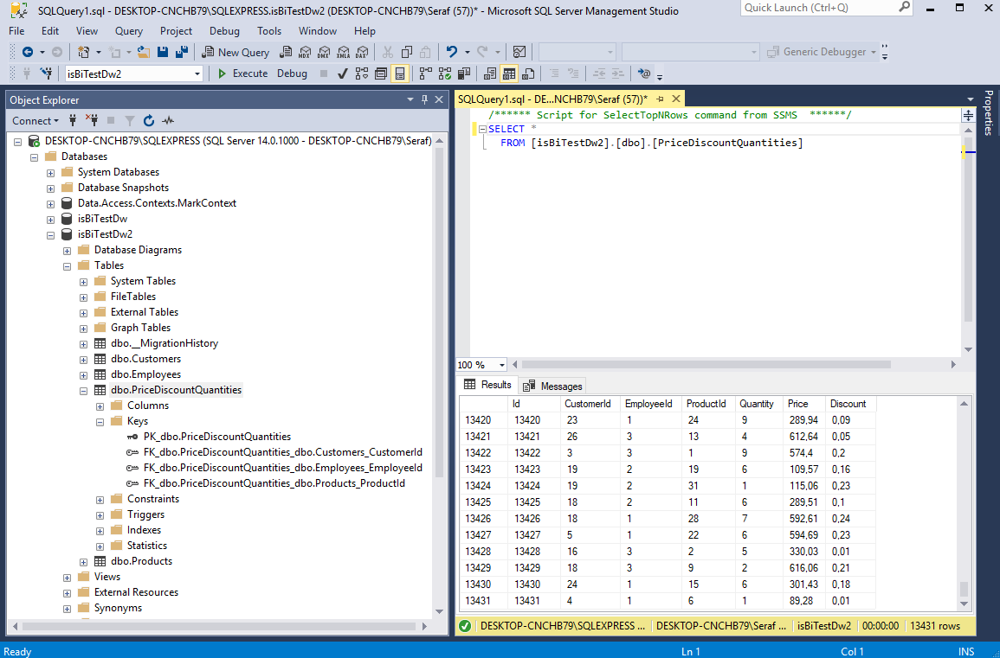 SQLQuery1.sql - DESKTOP-CNCHB79\SQLEXPRESS.isBiTestDw2 (DESKTOP-CNCHB79\Seraf (57))* - Microsoft SQL Server Management Studio
Quick Launch (Ctrl+Q)
File Edit View Query Project Debug Tools Window Help
New Query MDX DMX XMLA DAX Generic Debugger
isBiTestDw2 Execute Debug
Object Explorer
Connect
DESKTOP-CNCHB79\SQLEXPRESS (SQL Server 14.0.1000 - DESKTOP-CNCHB79\Seraf)
Databases
System Databases
Database Snapshots
Data.Access.Contexts.MarkContext
isBiTestDw
isBiTestDw2
Database Diagrams
Tables
System Tables
FileTables
External Tables
Graph Tables
dbo.__MigrationHistory
dbo.Customers
dbo.Employees
dbo.PriceDiscountQuantities
Columns
Keys
PK_dbo.PriceDiscountQuantities
FK_dbo.PriceDiscountQuantities_dbo.Customers_CustomerId
FK_dbo.PriceDiscountQuantities_dbo.Employees_EmployeeId
FK_dbo.PriceDiscountQuantities_dbo.Products_ProductId
Constraints
Triggers
Indexes
Statistics
dbo.Products
Views
External Resources
Synonyms
SQLQuery1.sql - DE...NCHB79\Seraf (57))*
/****** Script for SelectTopNRows command from SSMS  ******/
SELECT *
FROM [isBiTestDw2].[dbo].[PriceDiscountQuantities]
Properties
100 %
Results Messages
Id CustomerId EmployeeId ProductId Quantity Price Discount
13420 13420 23 1 24 9 289,94 0,09
13421 13421 26 3 13 4 612,64 0,05
13422 13422 3 3 1 9 574,4 0,2
13423 13423 19 2 19 6 109,57 0,16
13424 13424 19 2 31 1 115,06 0,23
13425 13425 18 2 11 6 289,51 0,1
13426 13426 18 1 28 7 592,61 0,24
13427 13427 5 1 22 6 594,69 0,23
13428 13428 16 3 2 5 330,03 0,01
13429 13429 18 3 9 2 616,06 0,21
13430 13430 24 1 15 6 301,43 0,18
13431 13431 4 1 6 1 89,28 0,01
DESKTOP-CNCHB79\SQLEXPRESS ... DESKTOP-CNCHB79\Seraf ... isBiTestDw2 00:00:00 13431 rows
Ready Ln 1 Col 1 INS